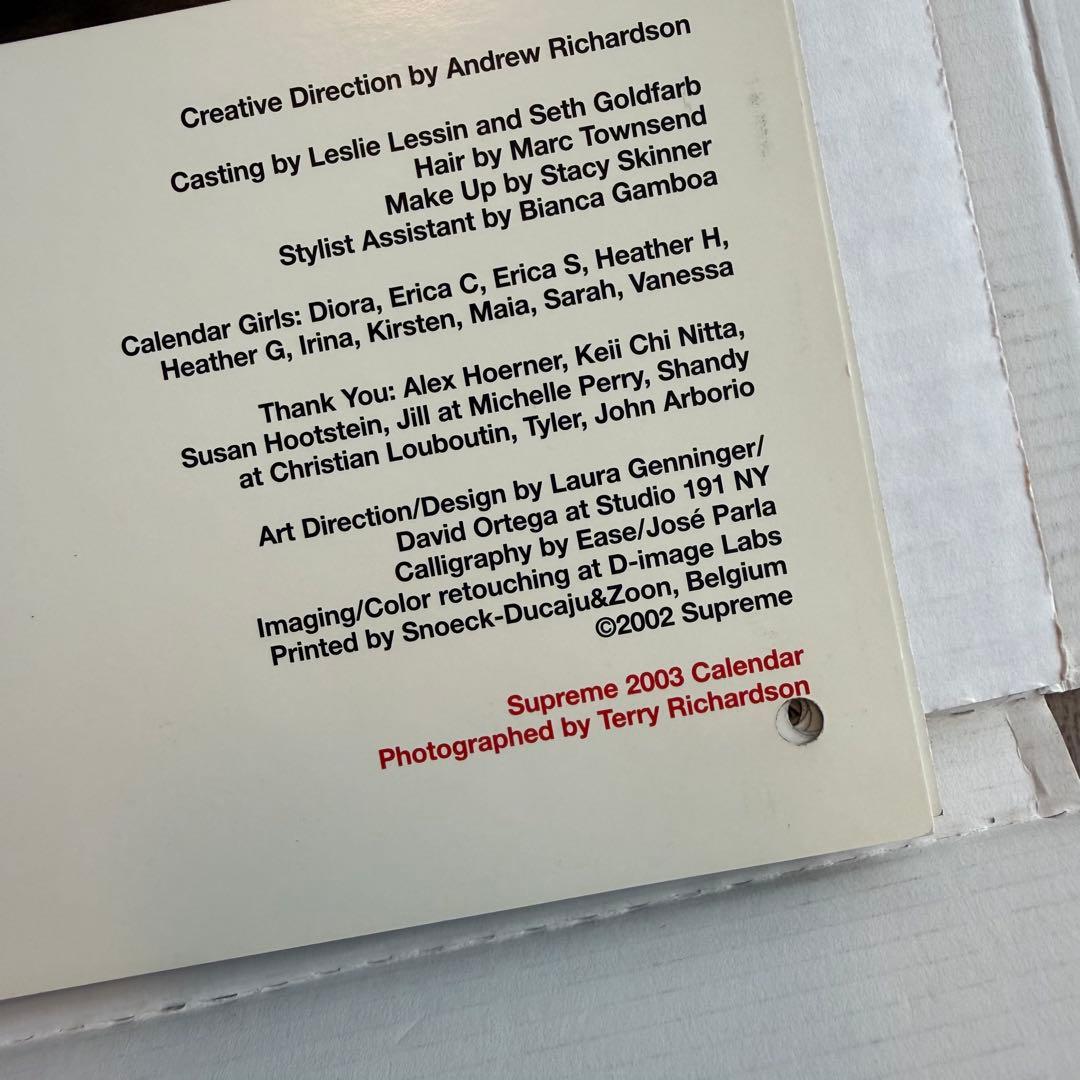 Creative Direction by Andrew Richardson
Casting by Leslie Lessin and Seth Goldfarb
Hair by Marc Townsend
Make Up by Stacy Skinner
Stylist Assistant by Bianca Gamboa
Calendar Girls: Diora, Erica C, Erica S, Heather H,
Heather G, Irina, Kirsten, Maia, Sarah, Vanessa
Thank You: Alex Hoerner, Keii Chi Nitta,
Susan Hootstein, Jill at Michelle Perry, Shandy
at Christian Louboutin, Tyler, John Arborio
Art Direction/Design by Laura Genninger/
David Ortega at Studio 191 NY
Calligraphy by Ease/José Parla
Imaging/Color retouching at D-image Labs
Printed by Snoeck-Ducaju&Zoon, Belgium
©2002 Supreme
Supreme 2003 Calendar
Photographed by Terry Richardson